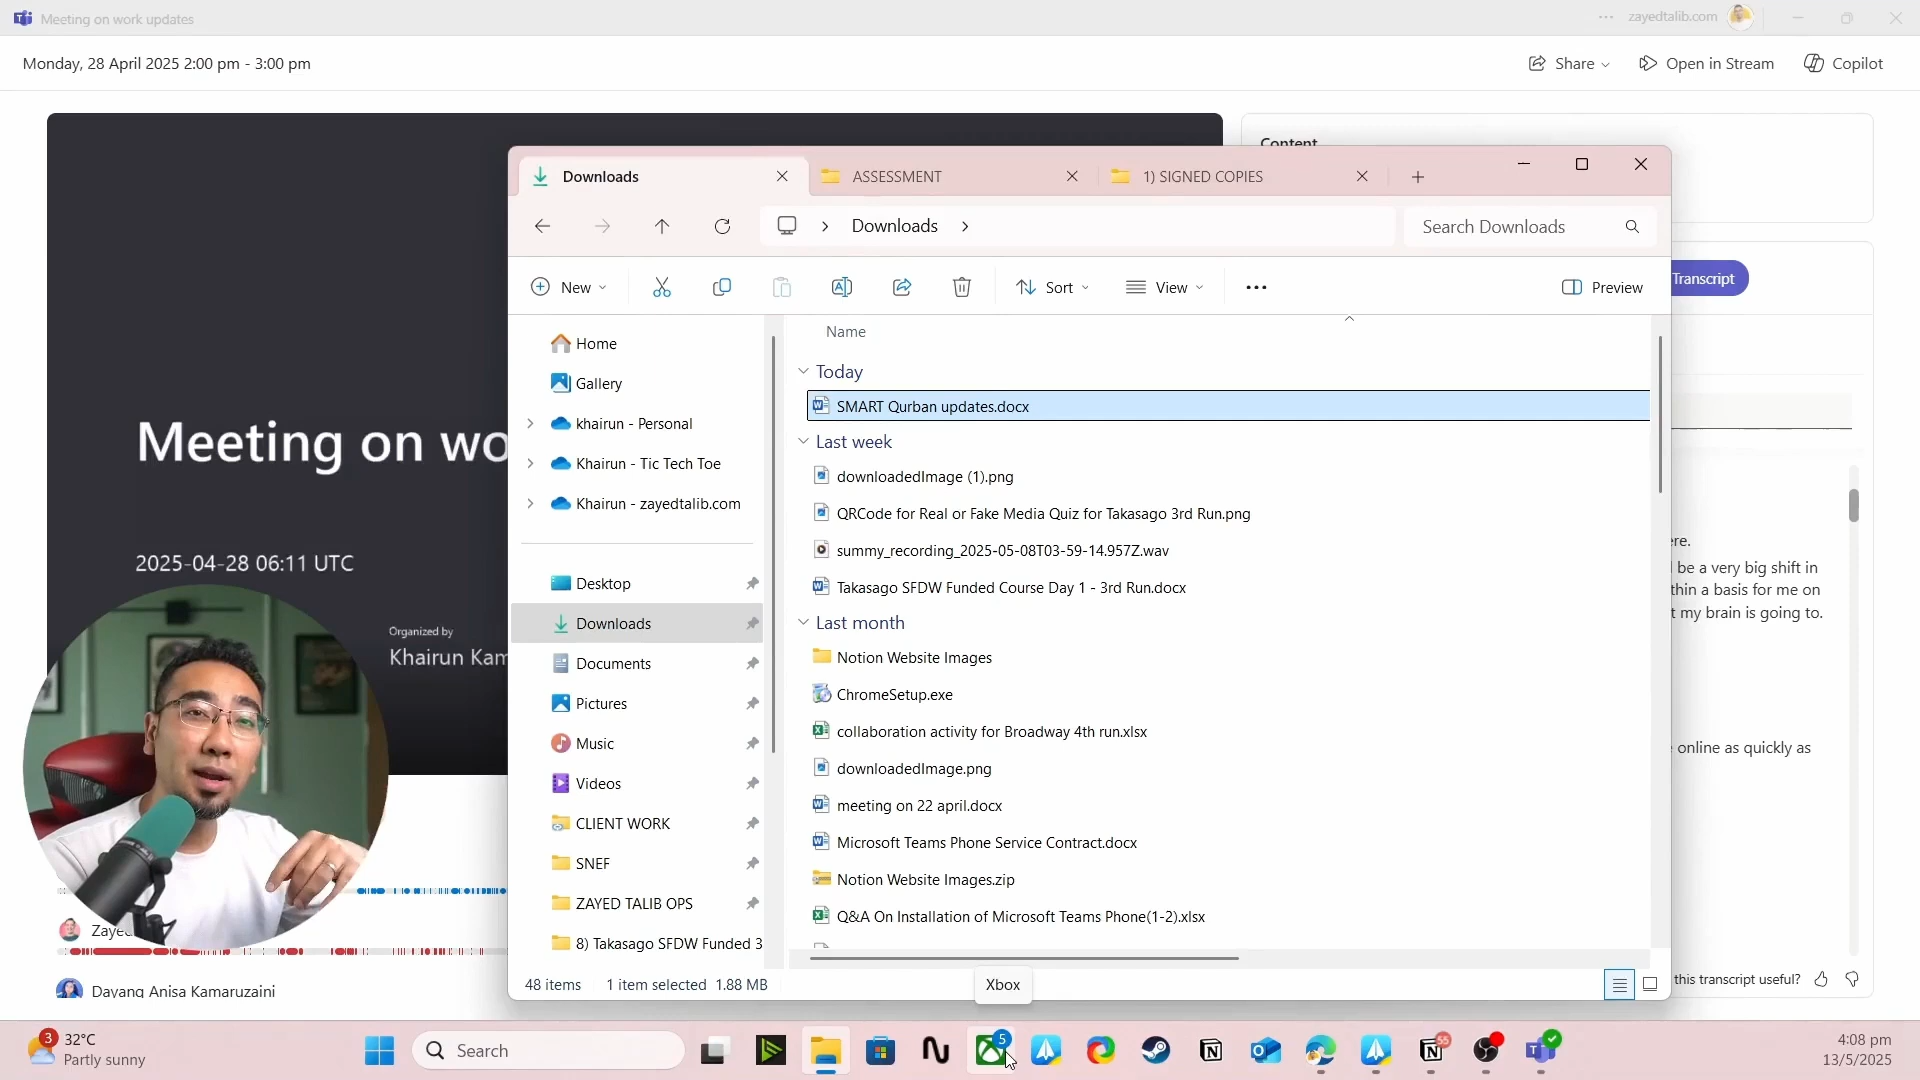 Meeting on work updates
zayedtalib.com
Monday, 28 April 2025 2:00 pm - 3:00 pm
Share
Open in Stream
Copilot
Content
Downloads
ASSESSMENT
1) SIGNED COPIES
Downloads
Search Downloads
New
Sort
View
Preview
Transcript
Home
Gallery
khairun - Personal
Khairun - Tic Tech Toe
Khairun - zayedtalib.com
Desktop
Downloads
Documents
Pictures
Music
Videos
CLIENT WORK
SNEF
ZAYED TALIB OPS
8) Takasago SFDW Funded 3
Name
Today
SMART Qurban updates.docx
Last week
downloadedImage (1).png
QRCode for Real or Fake Media Quiz for Takasago 3rd Run.png
summy_recording_2025-05-08T03-59-14.957Z.wav
Takasago SFDW Funded Course Day 1 - 3rd Run.docx
Last month
Notion Website Images
ChromeSetup.exe
collaboration activity for Broadway 4th run.xlsx
downloadedImage.png
meeting on 22 april.docx
Microsoft Teams Phone Service Contract.docx
Notion Website Images.zip
Q&A On Installation of Microsoft Teams Phone(1-2).xlsx
48 items
1 item selected 1.88 MB
Xbox
Meeting on wo
2025-04-28 06:11 UTC
Organized by
Khairun Kam
Zayed
Dayang Anisa Kamaruzaini
ere.
be a very big shift in
thin a basis for me on
t my brain is going to.
online as quickly as
this transcript useful?
3
32°C
Partly sunny
Search
5
55
4:08 pm
13/5/2025